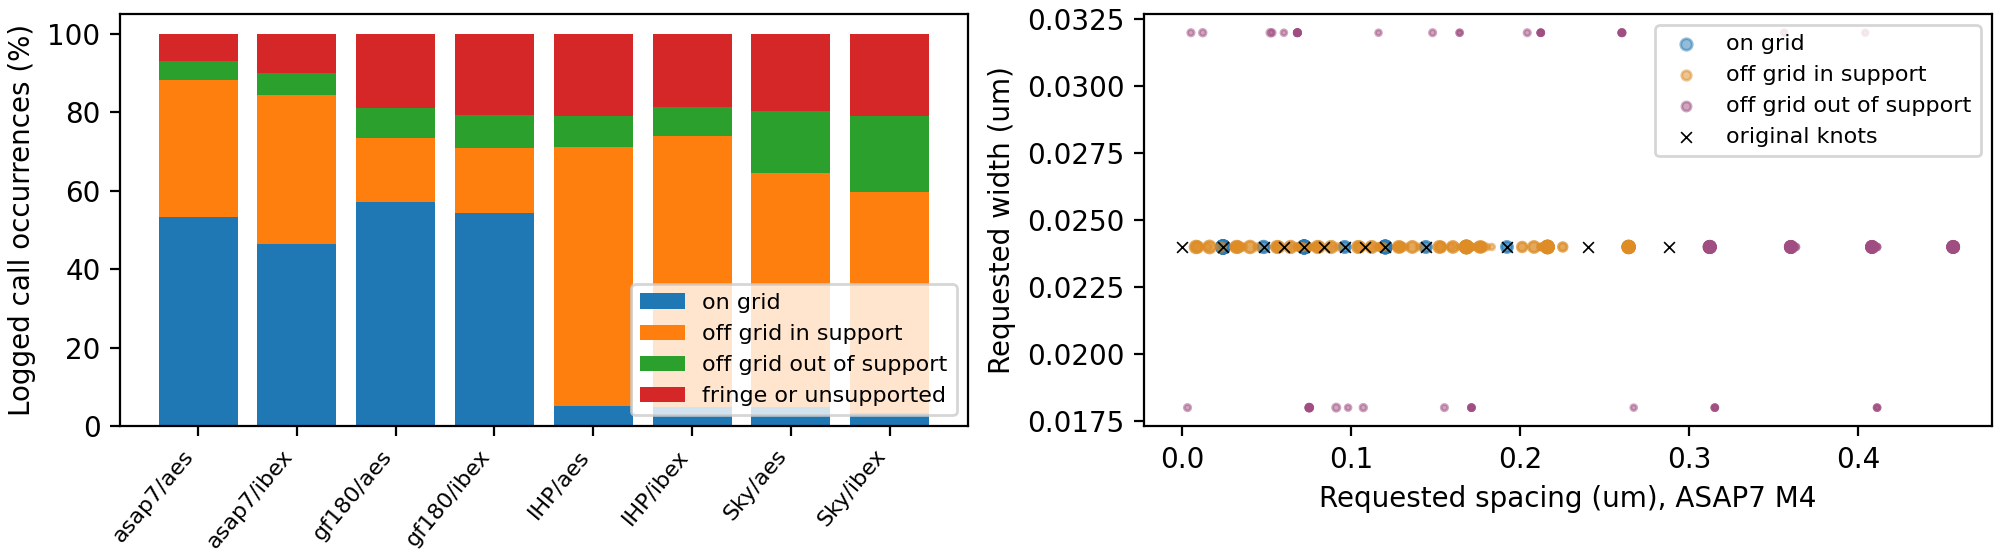 Logged call occurrences (%)
100
80
60
40
20
0
on grid
off grid in support
off grid out of support
fringe or unsupported
asap7/aes
asap7/ibex
gf180/aes
gf180/ibex
IHP/aes
IHP/ibex
Sky/aes
Sky/ibex
Requested width (um)
0.0325
0.0300
0.0275
0.0250
0.0225
0.0200
0.0175
on grid
off grid in support
off grid out of support
original knots
0.0
0.1
0.2
0.3
0.4
Requested spacing (um), ASAP7 M4